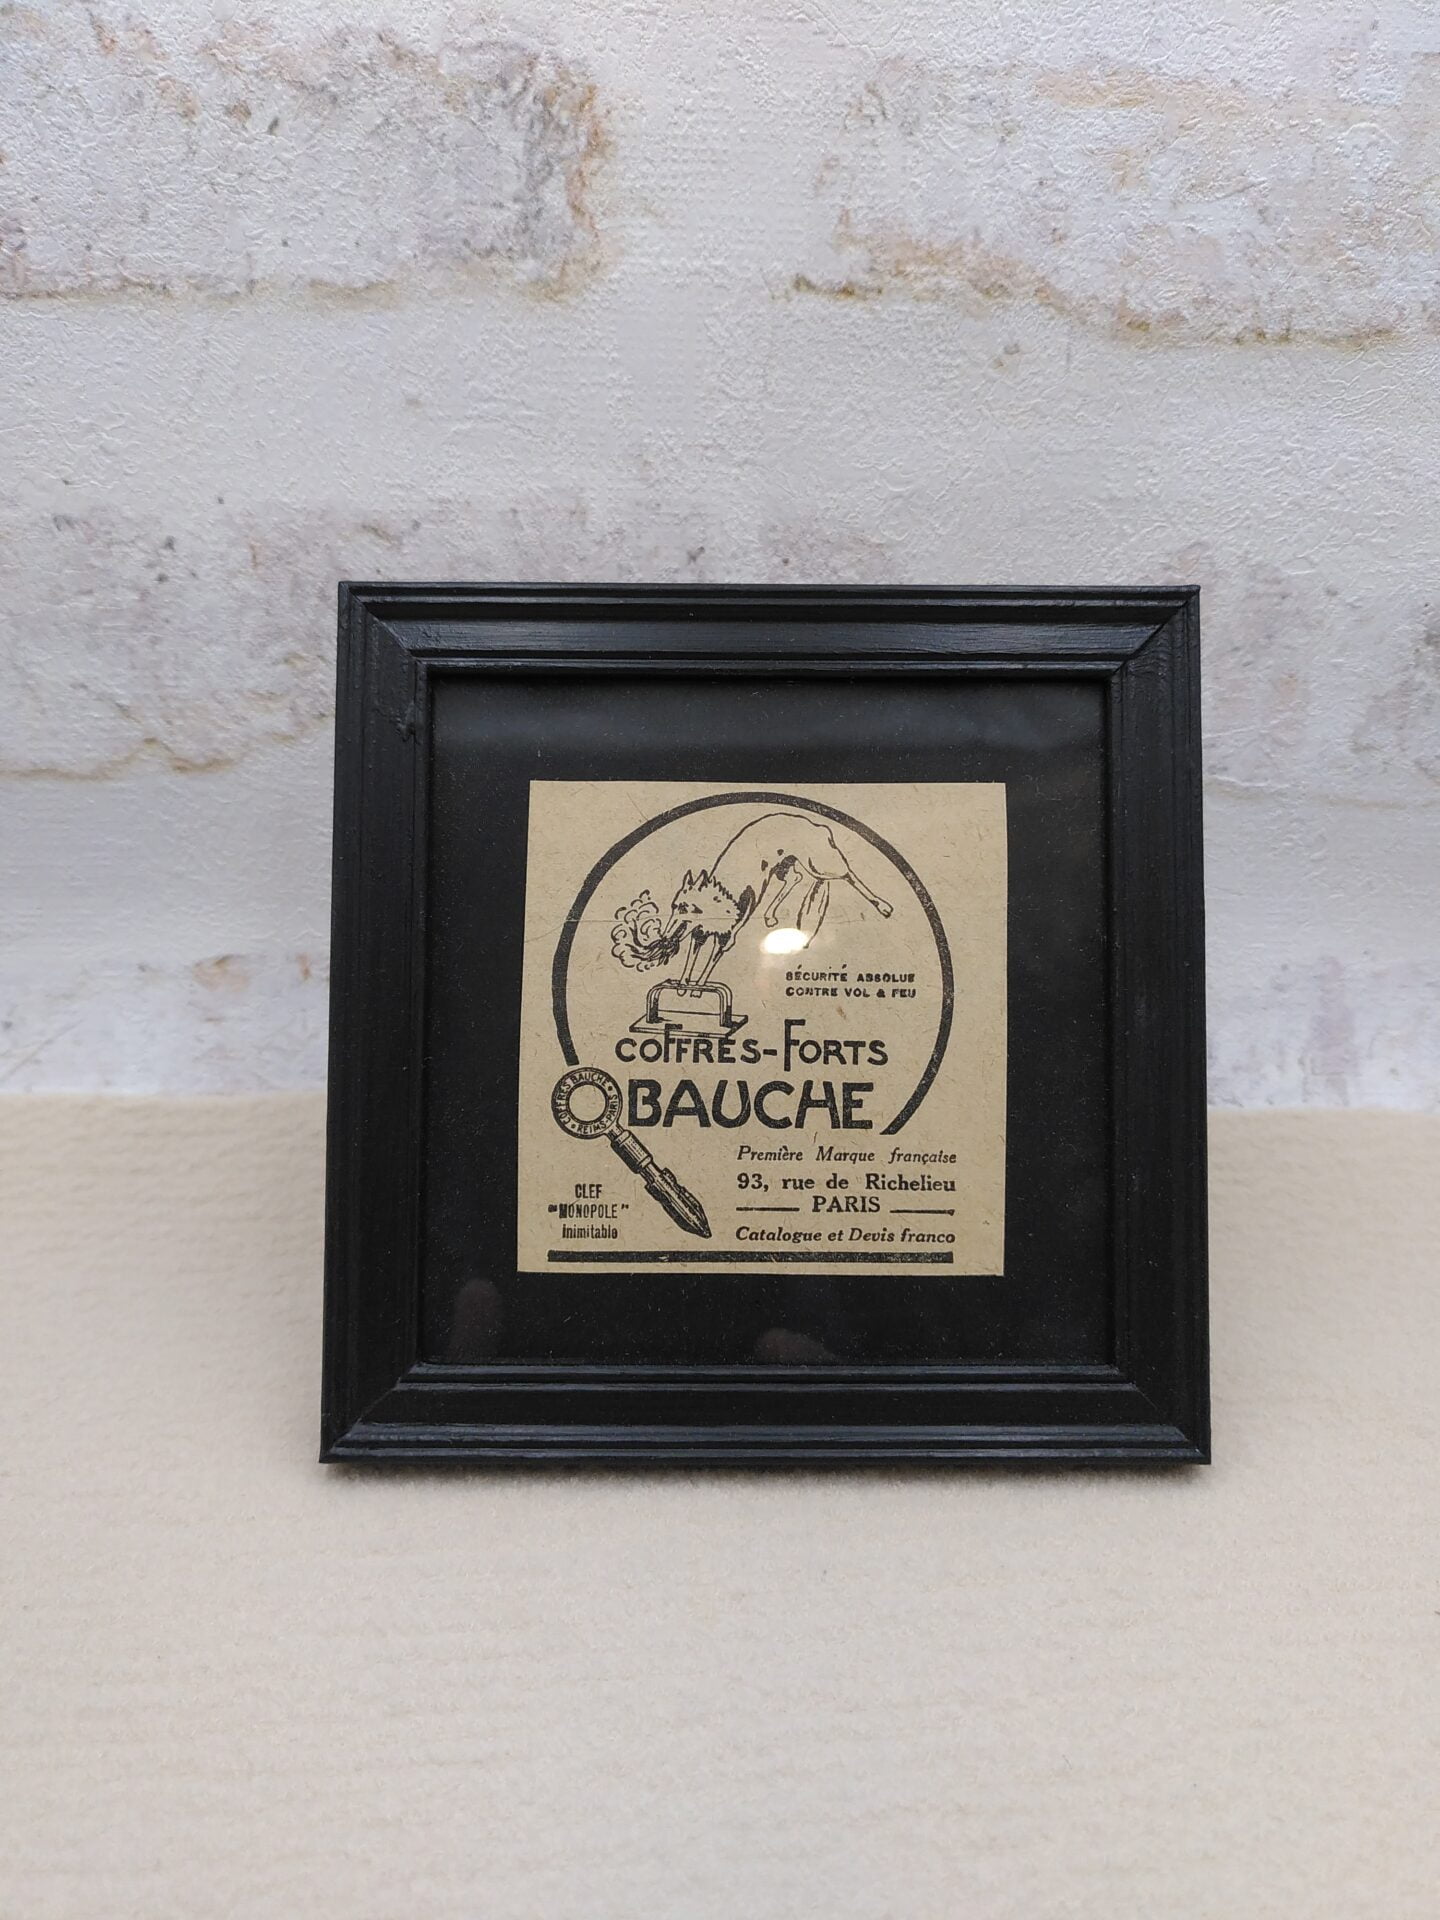 SÉCURITÉ ABSOLUE
CONTRE VOL & FEU
COFFRES-FORTS
BAUCHE
COFFRES BAUCHE • REIMS-PARIS •
Première Marque française
93, rue de Richelieu
PARIS
Catalogue et Devis franco
CLEF
"MONOPOLE"
inimitable